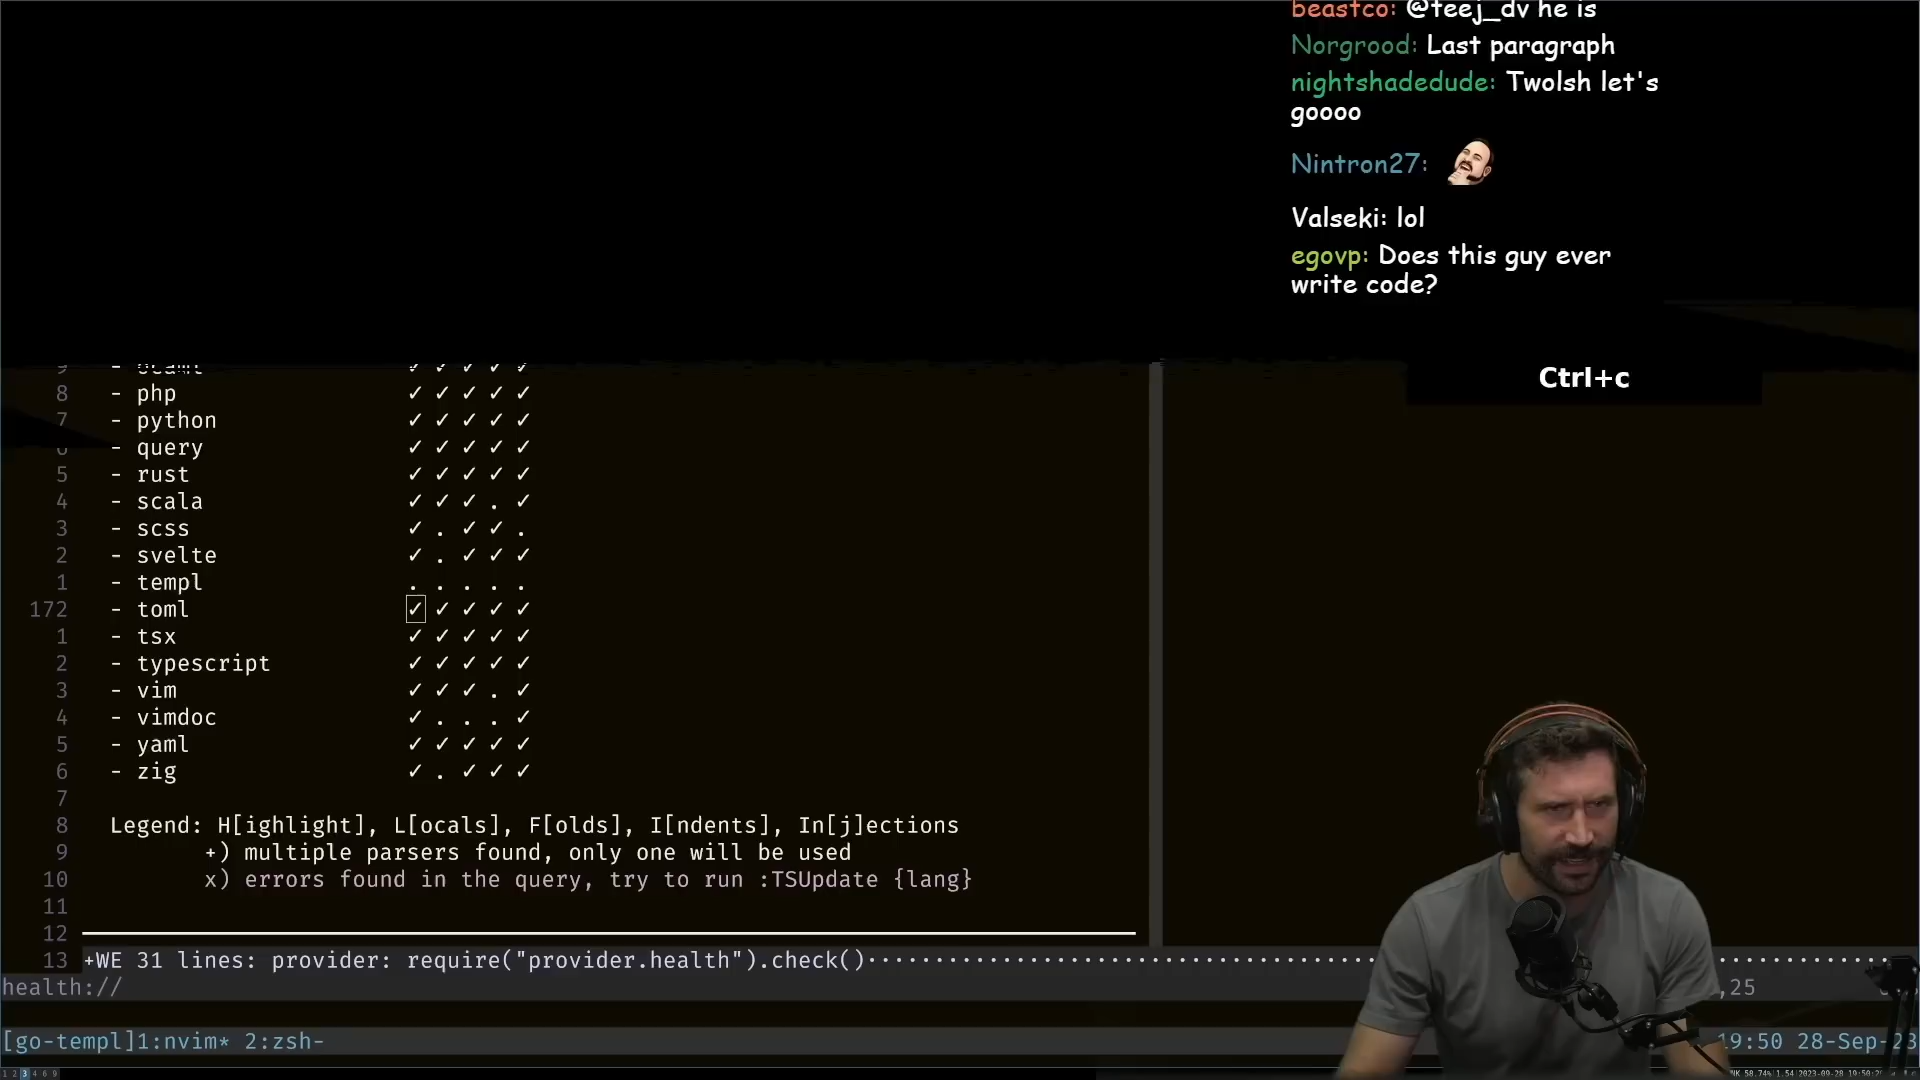 beastco: @teej_dv he is
Norgrood: Last paragraph
nightshadedude: Twolsh let's
goooo
Nintron27:
Valseki: lol
egovp: Does this guy ever
write code?
Ctrl+c
8 - php ✓ ✓ ✓ ✓ ✓
7 - python ✓ ✓ ✓ ✓ ✓
- query ✓ ✓ ✓ ✓ ✓
5 - rust ✓ ✓ ✓ ✓ ✓
4 - scala ✓ ✓ ✓ . ✓
3 - scss ✓ . ✓ ✓ .
2 - svelte ✓ . ✓ ✓ ✓
1 - templ . . . . .
172 - toml ✓ ✓ ✓ ✓ ✓
1 - tsx ✓ ✓ ✓ ✓ ✓
2 - typescript ✓ ✓ ✓ ✓ ✓
3 - vim ✓ ✓ ✓ . ✓
4 - vimdoc ✓ . . . ✓
5 - yaml ✓ ✓ ✓ ✓ ✓
6 - zig ✓ . ✓ ✓ ✓
7
8 Legend: H[ighlight], L[ocals], F[olds], I[ndents], In[j]ections
9 +) multiple parsers found, only one will be used
10 x) errors found in the query, try to run :TSUpdate {lang}
11
12
13 +WE 31 lines: provider: require("provider.health").check()
health:// ,25
[go-templ]1:nvim* 2:zsh- 19:50 28-Sep-23